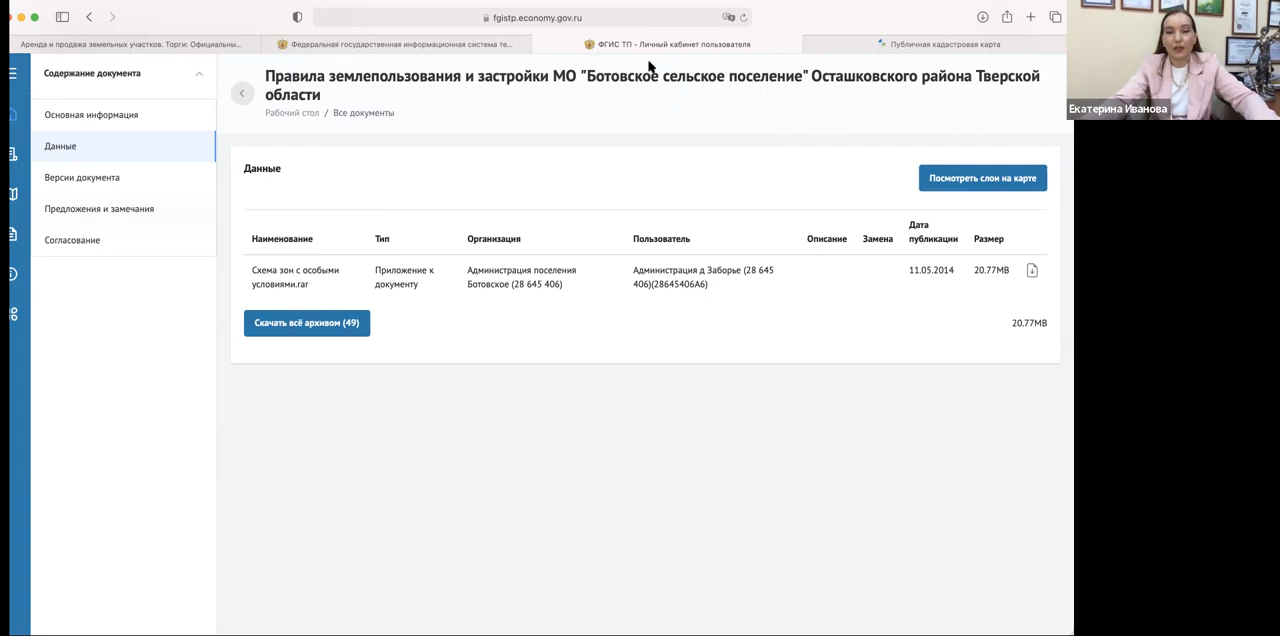 fgistp.economy.gov.ru
Аренда и продажа земельных участков. Торги: Официальны...
Федеральная государственная информационная система те...
ФГИС ТП - Личный кабинет пользователя
Публичная кадастровая карта
Екатерина Иванова
Содержание документа
Основная информация
Данные
Версии документа
Предложения и замечания
Согласование
Правила землепользования и застройки МО "Ботовское сельское поселение" Осташковского района Тверской
области
Рабочий стол / Все документы
Данные
Посмотреть слои на карте
Наименование Тип Организация Пользователь Описание Замена Дата публикации Размер
Схема зон с особыми Приложение к Администрация поселения Администрация д Заборье (28 645 11.05.2014 20.77MB
условиями.rar документу Ботовское (28 645 406) 406)(28645406А6)
Скачать всё архивом (49) 20.77MB